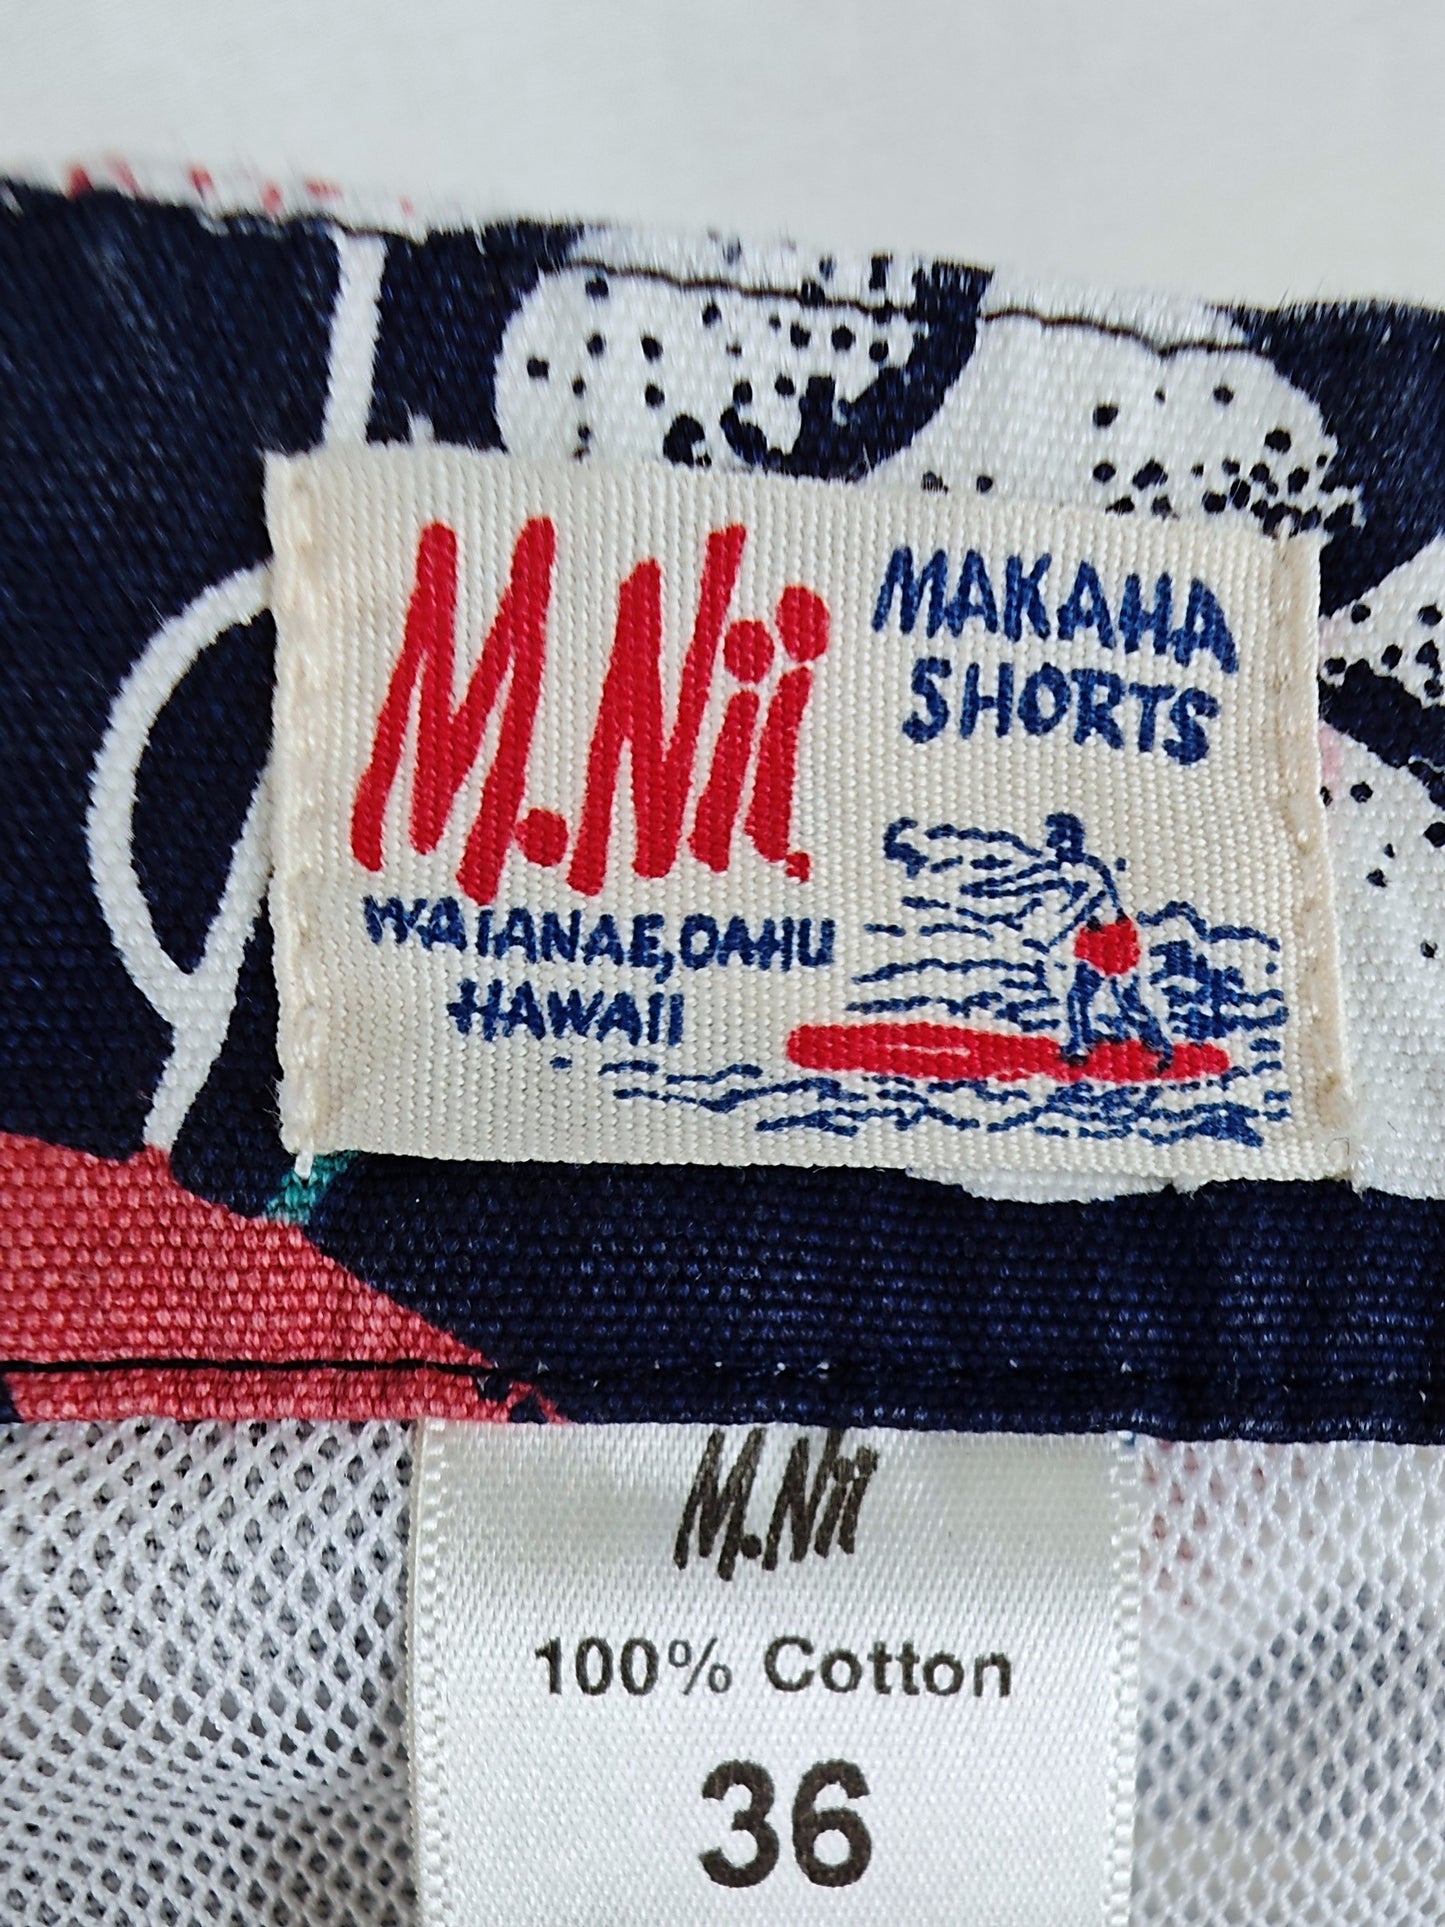 M.Nii
MAKAHA
SHORTS
WAIANAE, OAHU
HAWAII
M.Nii
100% Cotton
36